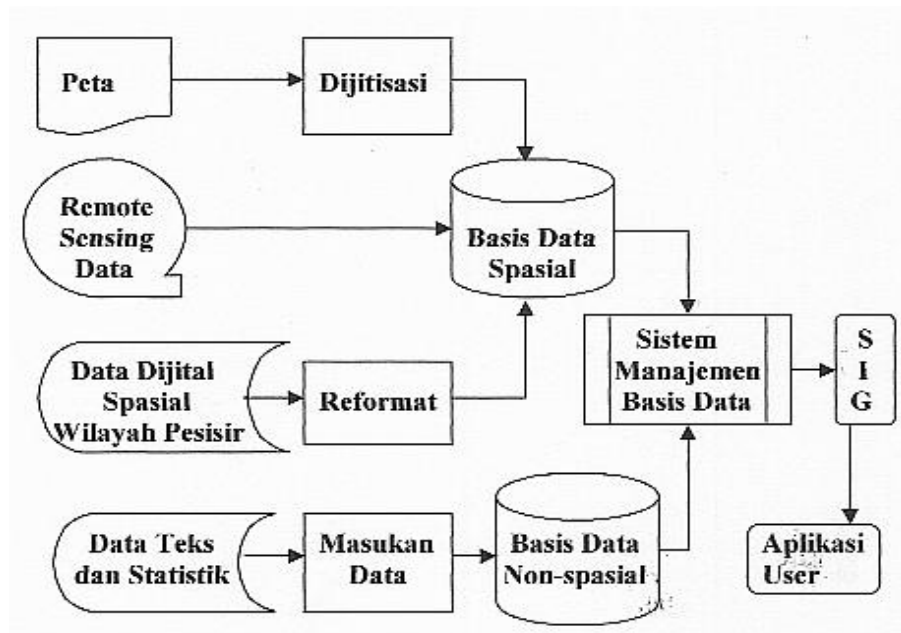 Peta
Dijitisasi
Remote
Sensing
Data
Basis Data
Spasial
Data Dijital
Spasial
Wilayah Pesisir
Reformat
Sistem
Manajemen
Basis Data
S
I
G
Data Teks
dan Statistik
Masukan
Data
Basis Data
Non-spasial
Aplikasi
User